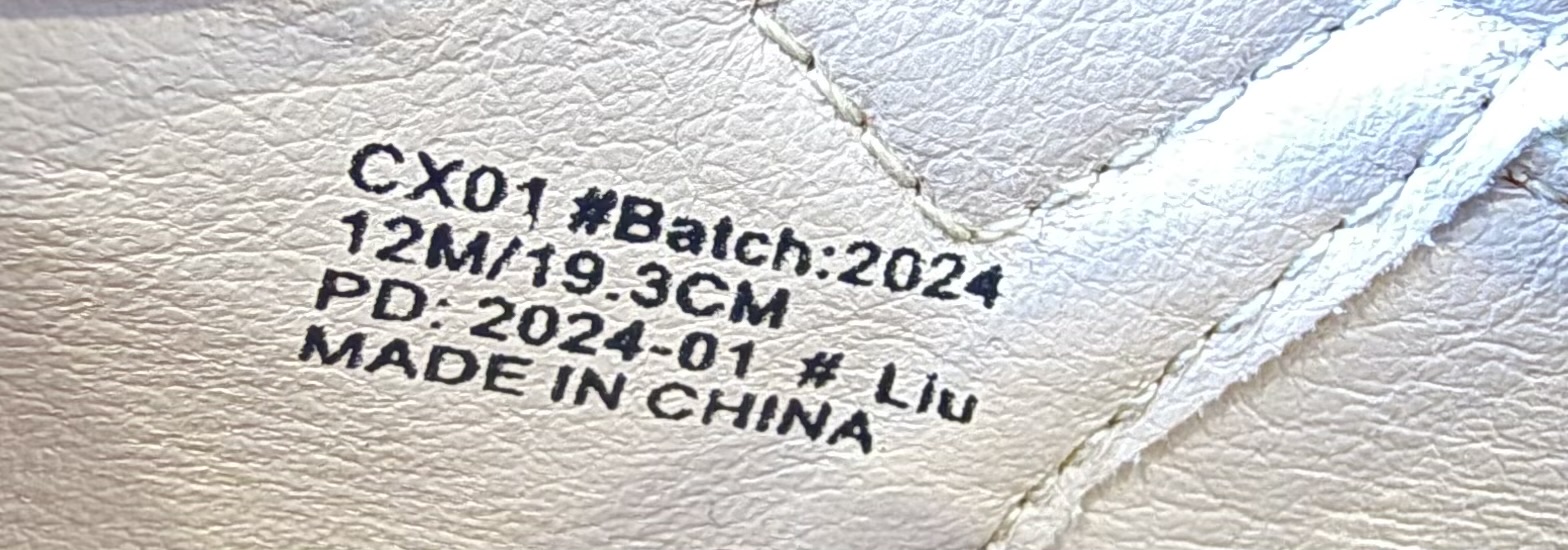 CX01 #Batch:2024
12M/19.3CM
PD: 2024-01 # Liu
MADE IN CHINA